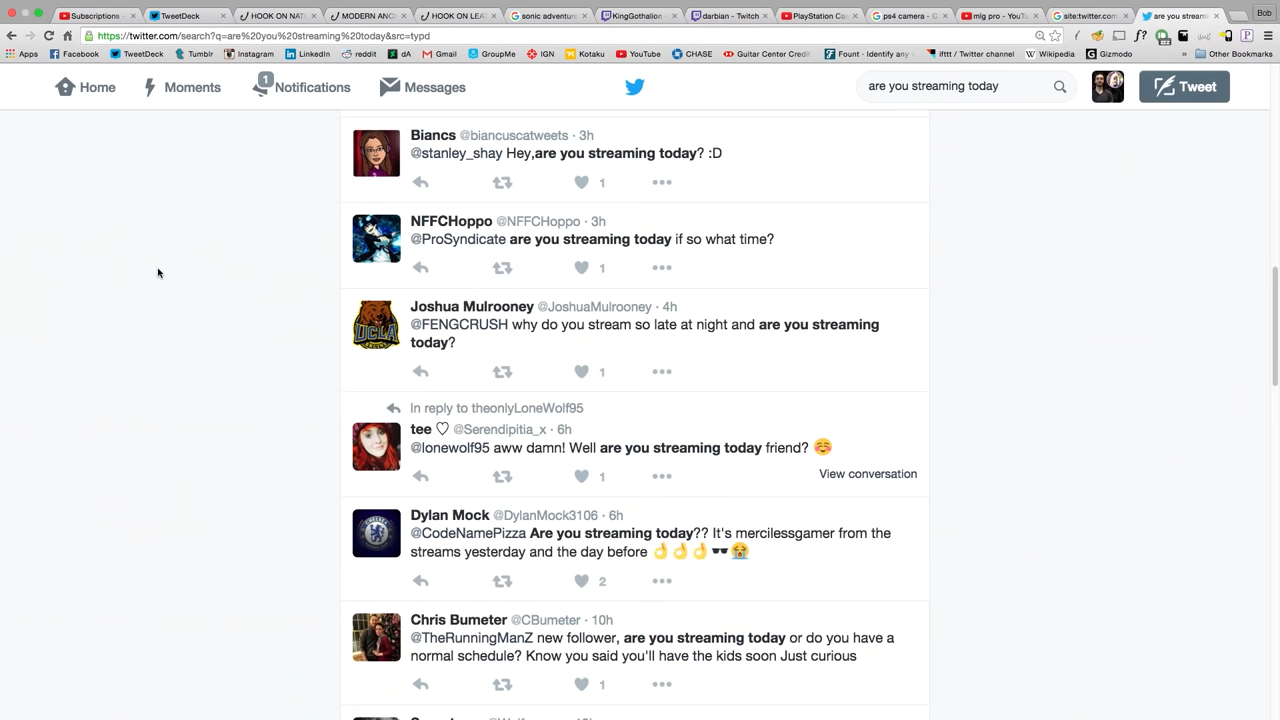 Subscriptions -
TweetDeck
HOOK ON NAT
MODERN ANC
HOOK ON LEA
sonic adventure
KingGothalion -
darbian - Twitch
PlayStation Ca
ps4 camera - G
mlg pro - YouTu
site:twitter.com
are you stream
Bob
https://twitter.com/search?q=are%20you%20streaming%20today&src=typd
Apps
Facebook
TweetDeck
Tumblr
Instagram
LinkedIn
reddit
dA
Gmail
GroupMe
IGN
Kotaku
YouTube
CHASE
Guitar Center Guitar
Fount - Identify any
ifttt / Twitter channel
Wikipedia
Gizmodo
»
Other Bookmarks
Home
Moments
1
Notifications
Messages
are you streaming today
Tweet
Biancs @biancuscatweets · 3h
@stanley_shay Hey,are you streaming today? :D
1
NFFCHoppo @NFFCHoppo · 3h
@ProSyndicate are you streaming today if so what time?
1
Joshua Mulrooney @JoshuaMulrooney · 4h
@FENGCRUSH why do you stream so late at night and are you streaming
today?
1
In reply to theonlyLoneWolf95
tee ♡ @Serendipitia_x · 6h
@lonewolf95 aww damn! Well are you streaming today friend? ☺️
View conversation
1
Dylan Mock @DylanMock3106 · 6h
@CodeNamePizza Are you streaming today?? It's mercilessgamer from the
streams yesterday and the day before 👌👌👌🕶😭
2
Chris Bumeter @CBumeter · 10h
@TheRunningManZ new follower, are you streaming today or do you have a
normal schedule? Know you said you'll have the kids soon Just curious
1